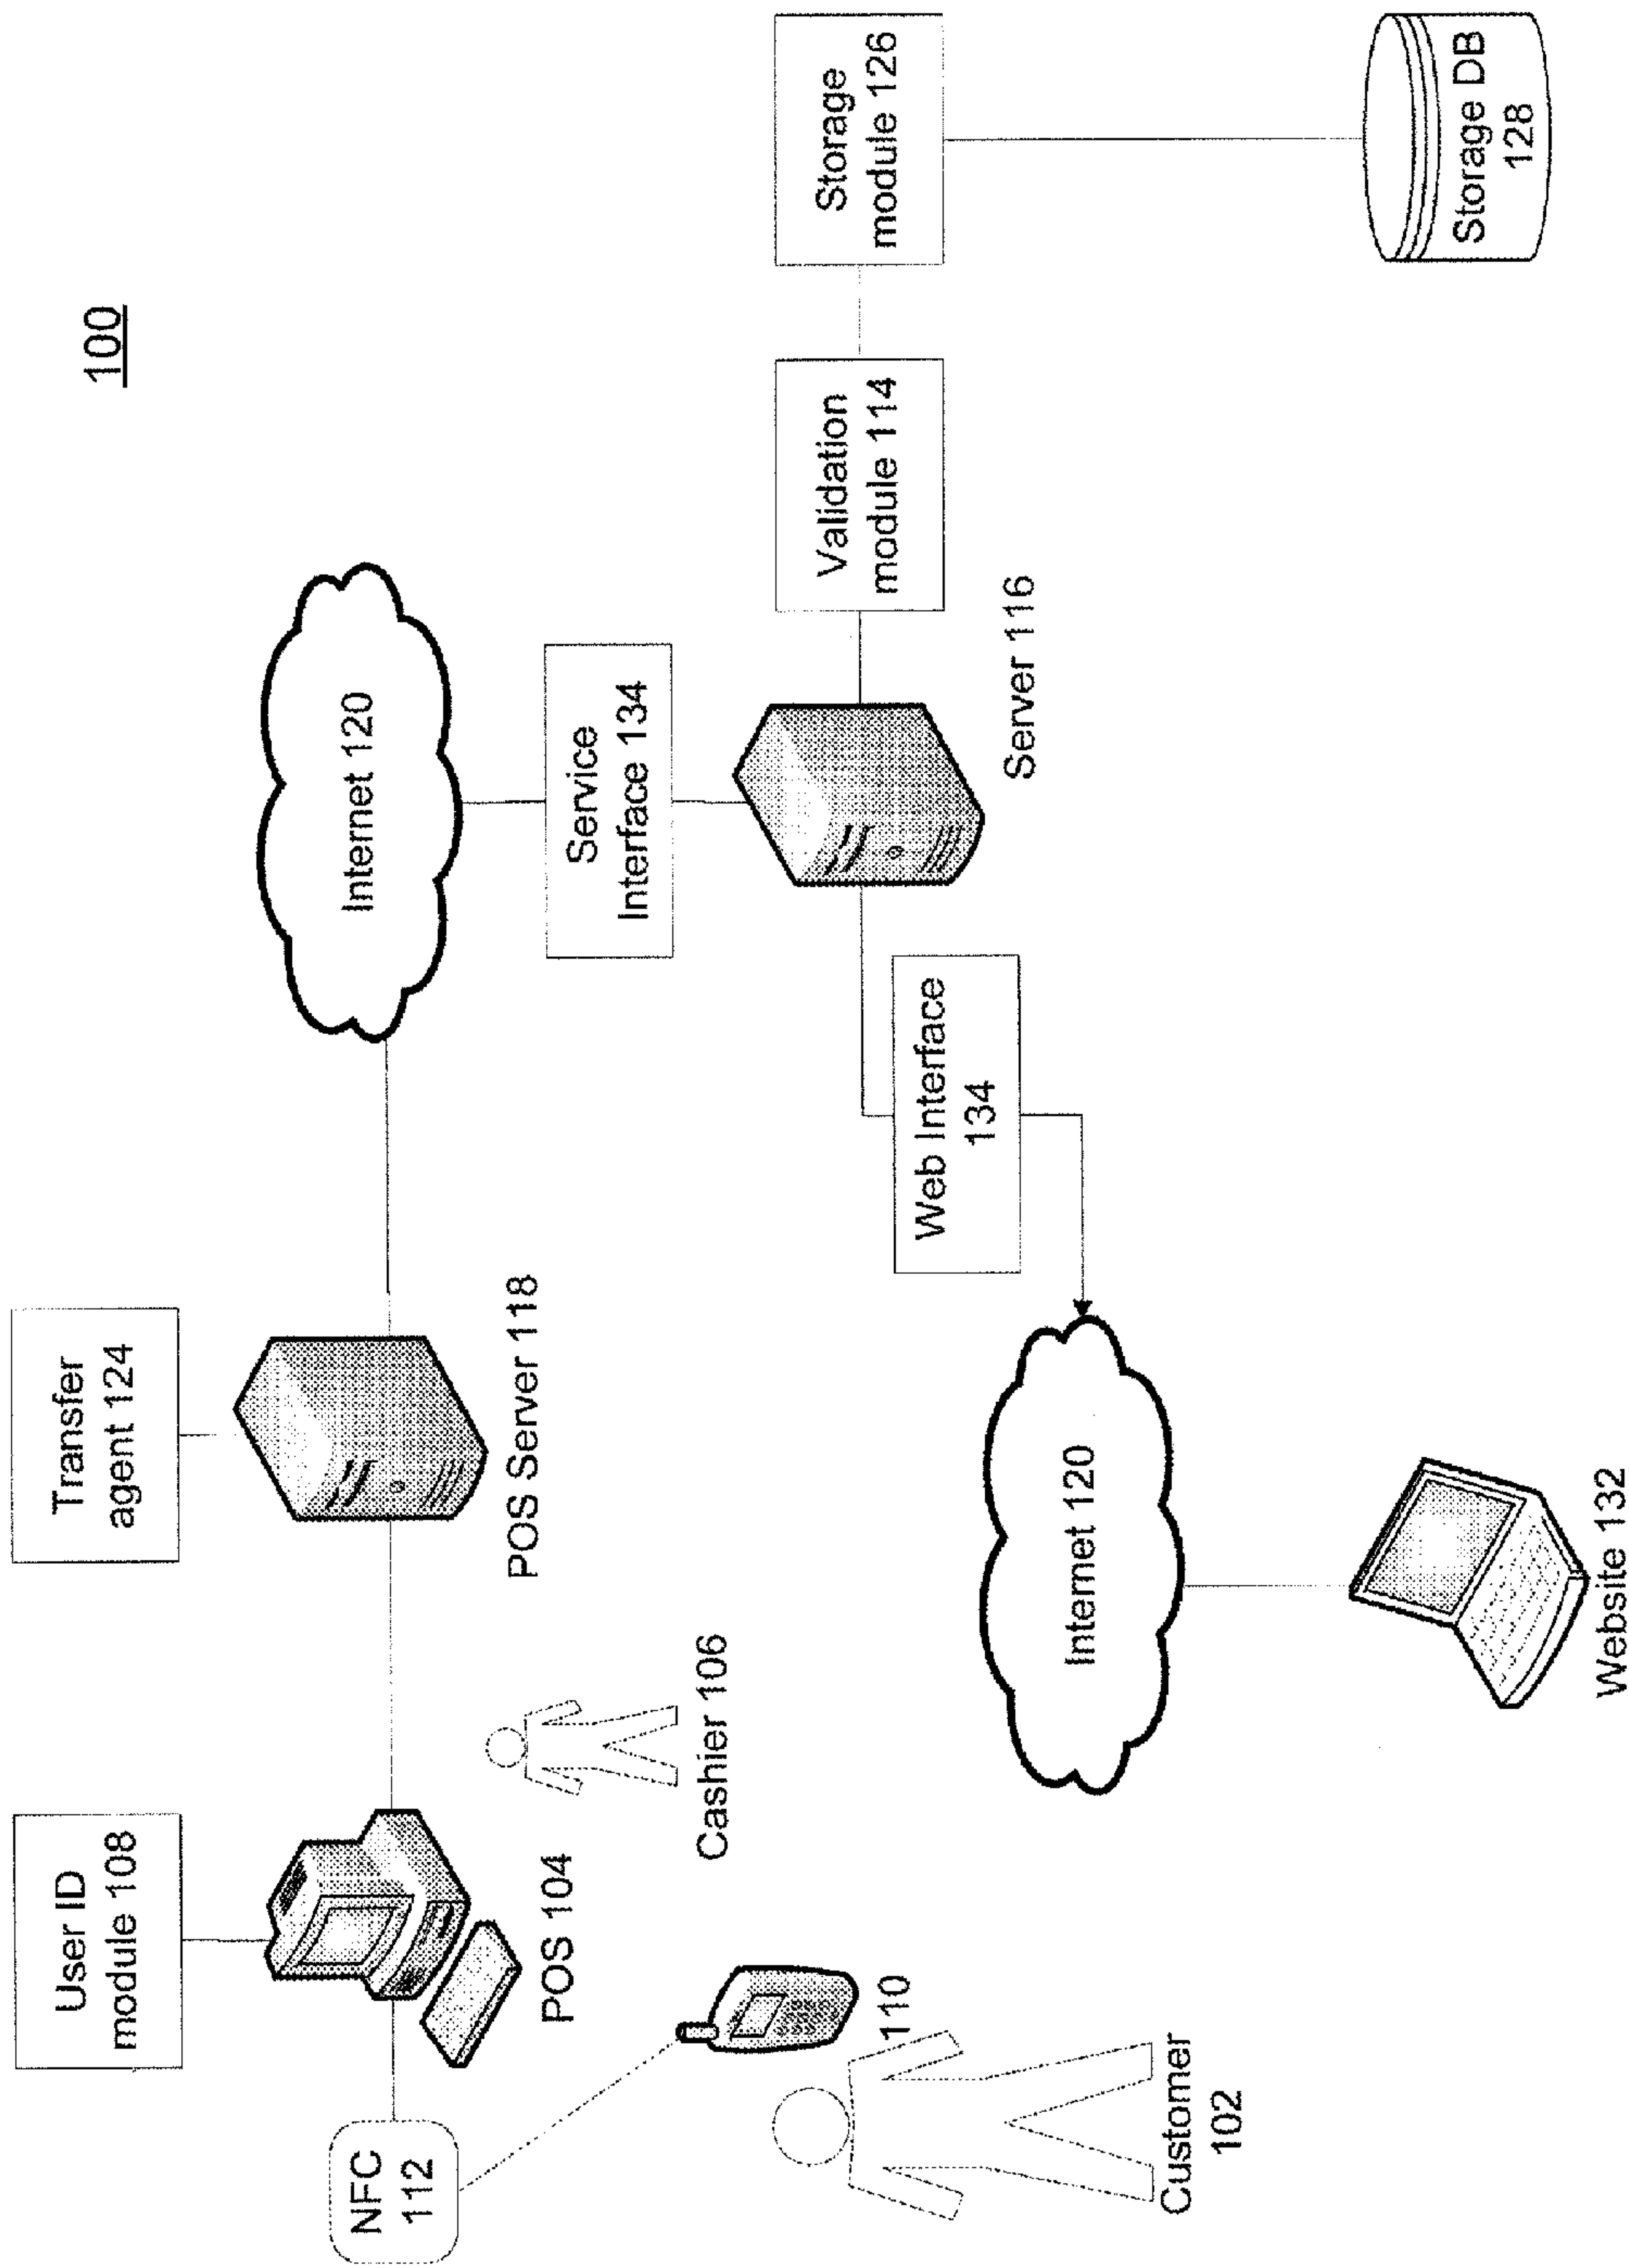 100
User ID
module 108
Transfer
agent 124
NFC
112
POS 104
Cashier 106
POS Server 118
Internet 120
110
Customer
102
Service
Interface 134
Server 116
Validation
module 114
Storage
module 126
Web Interface
134
Internet 120
Website 132
Storage DB
128